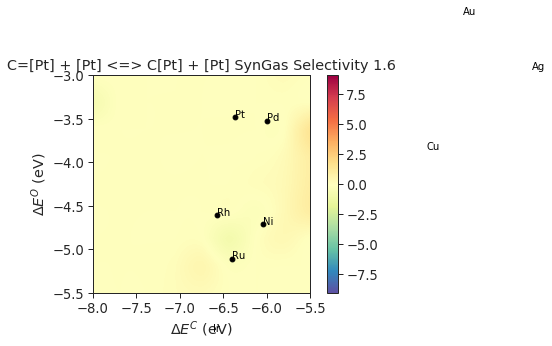 Au
Ag
C=[Pt] + [Pt] <=> C[Pt] + [Pt] SynGas Selectivity 1.6
Cu
−3.0
−3.5
−4.0
−4.5
−5.0
−5.5
ΔE^O (eV)
Pt
Pd
Rh
Ni
Ru
−8.0 −7.5 −7.0 −6.5 −6.0 −5.5
ΔE^C (eV)
7.5
5.0
2.5
0.0
−2.5
−5.0
−7.5